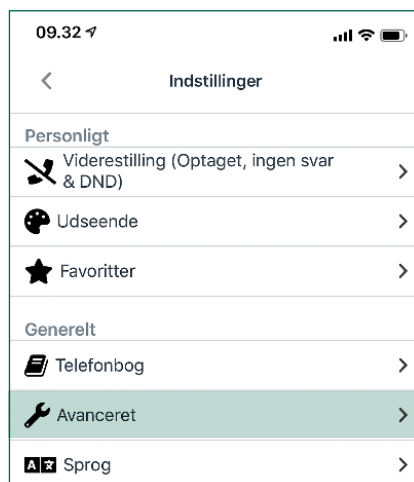 09.32
Indstillinger
Personligt
Viderestilling (Optaget, ingen svar
& DND)
Udseende
Favoritter
Generelt
Telefonbog
Avanceret
Sprog